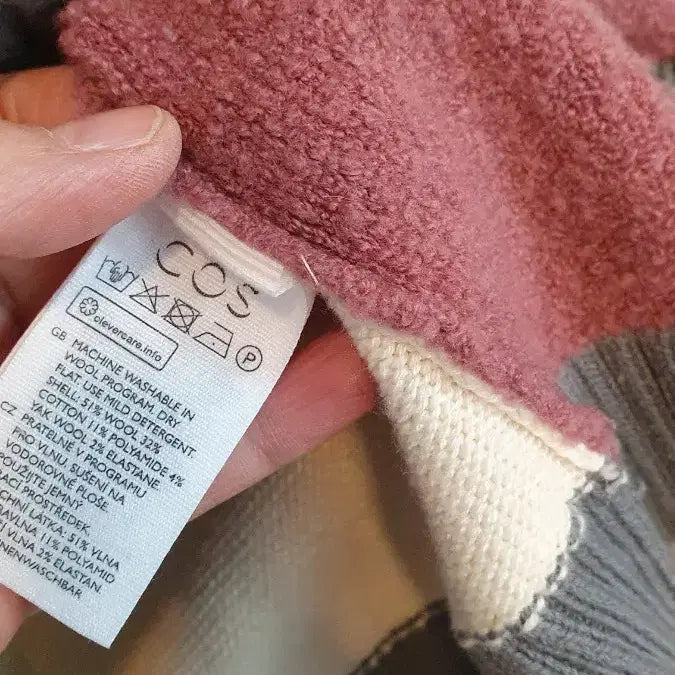 COS
clevercare.info
P
GB MACHINE WASHABLE IN
WOOL PROGRAM. DRY
FLAT. USE MILD DETERGENT.
SHELL: 51% WOOL 32%
COTTON 11% POLYAMIDE 4%
YAK WOOL 2% ELASTANE.
CZ PRATELNÉ V PROGRAMU
PRO VLNU, SUŠENÍ NA
VODOROVNÉ PLOŠE.
POUŽIJTE JEMNÝ
PROSTŘEDEK.
LÁTKA: 51% VLNA
11% POLYAMID
VLNA 2% ELASTAN.